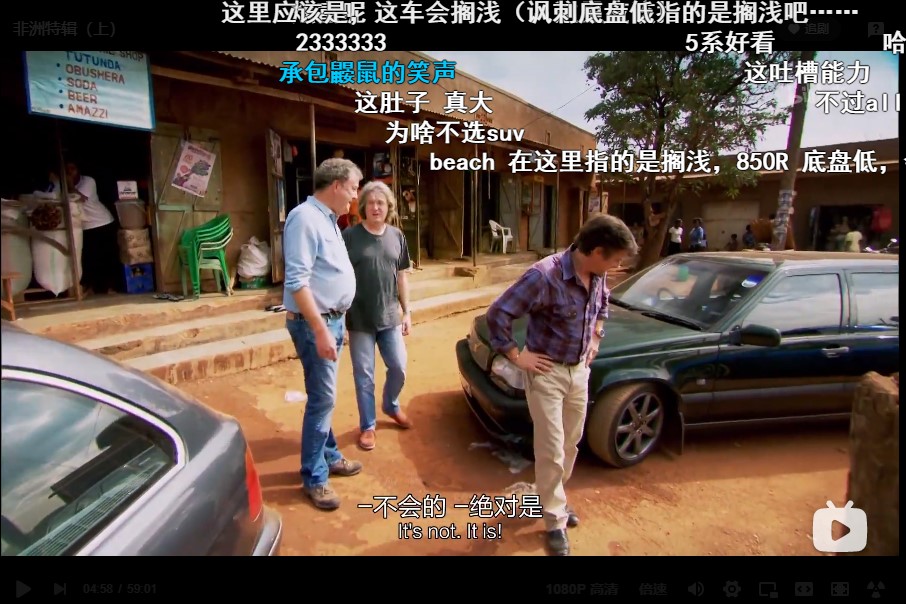 非洲特辑（上）
这里应该是呢 这车会搁浅（讽刺底盘低指的是搁浅吧……
追剧
2333333
5系好看
哈
承包鼹鼠的笑声
这吐槽能力
这肚子 真大
不过all
为啥不选suv
beach 在这里指的是搁浅，850R 底盘低，
TUTUNDA
• OBUSHERA
• SODA
• BEER
• AMAZZI
-不会的 -绝对是
It's not. It is!
04:58 / 59:01
1080P 高清
倍速